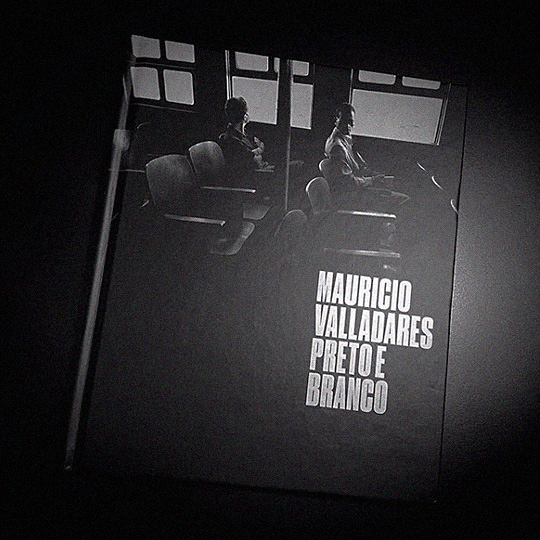 MAURICIO
VALLADARES
PRETO E
BRANCO